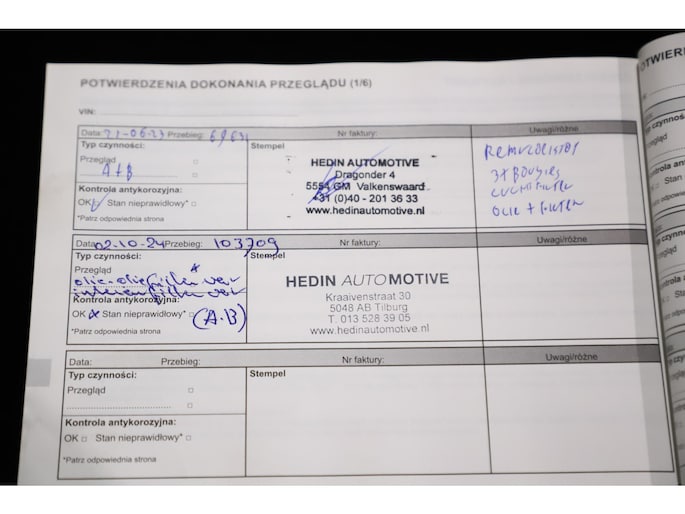 POTWIERDZENIA DOKONANIA PRZEGLĄDU (1/6)
VIN:
Data: 21-06-23 Przebieg: Nr faktury: Uwagi/różne
Typ czynności: Stempel
Przegląd
A+B
HEDIN AUTOMOTIVE
Dragonder 4
5554 GM Valkenswaard
+31 (0)40 - 201 36 33
www.hedinautomotive.nl
Kontrola antykorozyjna:
OK Stan nieprawidłowy*
*Patrz odpowiednia strona
Remvloeistof
3x Bougies
Luchtfilter
olie + filter
Data: 02-10-24 Przebieg: 103709 Nr faktury: Uwagi/różne
Typ czynności: Stempel
Przegląd
olie-oliefilter ver
interieurfilter ver
Kontrola antykorozyjna:
OK x Stan nieprawidłowy* (A.B)
*Patrz odpowiednia strona
HEDIN AUTOMOTIVE
Kraaivenstraat 30
5048 AB Tilburg
T. 013 528 39 05
www.hedinautomotive.nl
Data: Przebieg: Nr faktury: Uwagi/różne
Typ czynności: Stempel
Przegląd
Kontrola antykorozyjna:
OK Stan nieprawidłowy*
*Patrz odpowiednia strona